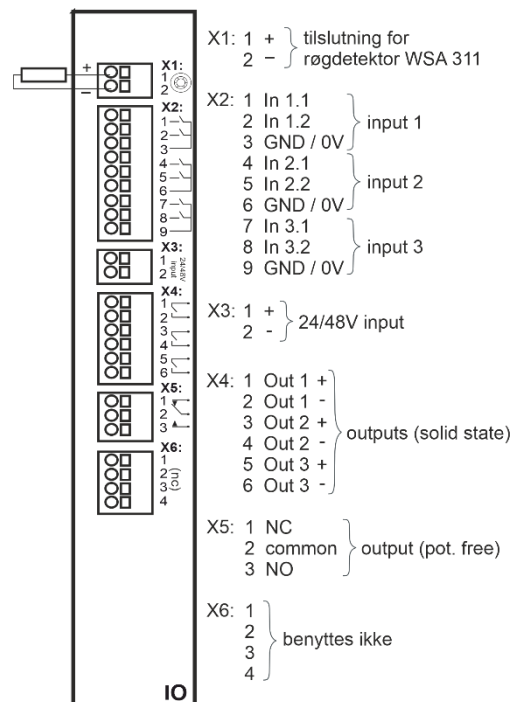 +
−
X1:
1
2
X2:
1
2
3
4
5
6
7
8
9
X3:
1
2
24/48V
input
X4:
1
2
3
4
5
6
X5:
1
2
3
X6:
1
2
3
4
(nc)
IO
X1: 1 + tilslutning for
2 − røgdetektor WSA 311
X2: 1 In 1.1
2 In 1.2 input 1
3 GND / 0V
4 In 2.1
5 In 2.2 input 2
6 GND / 0V
7 In 3.1
8 In 3.2 input 3
9 GND / 0V
X3: 1 + 24/48V input
2 -
X4: 1 Out 1 +
2 Out 1 -
3 Out 2 + outputs (solid state)
4 Out 2 -
5 Out 3 +
6 Out 3 -
X5: 1 NC
2 common output (pot. free)
3 NO
X6: 1
2 benyttes ikke
3
4